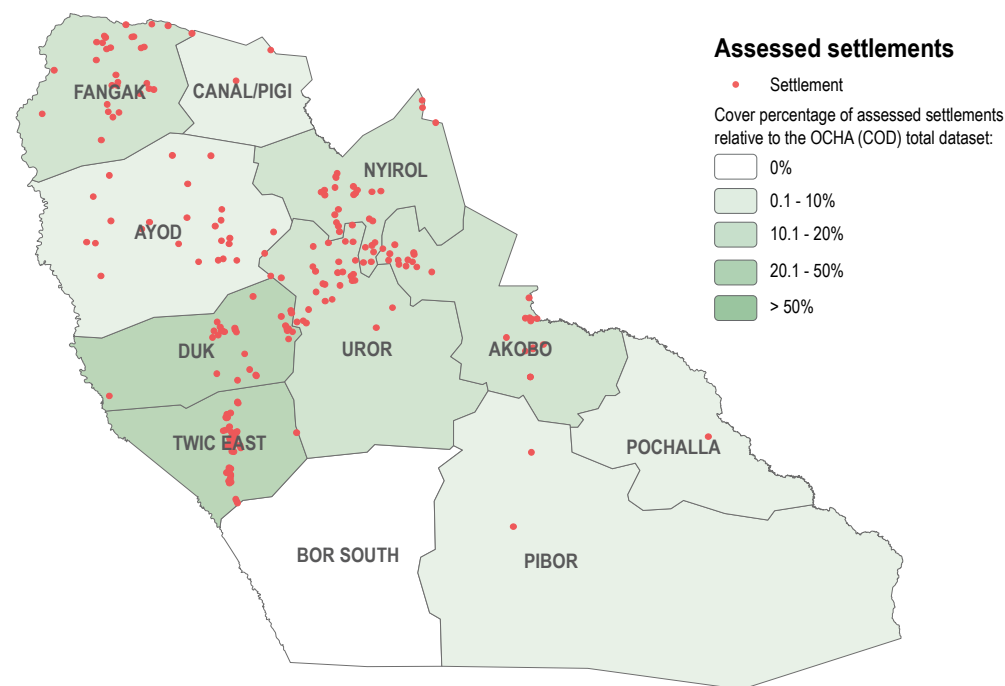 Assessed settlements
Settlement
Cover percentage of assessed settlements
relative to the OCHA (COD) total dataset:
0%
0.1 - 10%
10.1 - 20%
20.1 - 50%
> 50%
FANGAK
CANAL/PIGI
NYIROL
AYOD
DUK
UROR
AKOBO
TWIC EAST
POCHALLA
BOR SOUTH
PIBOR